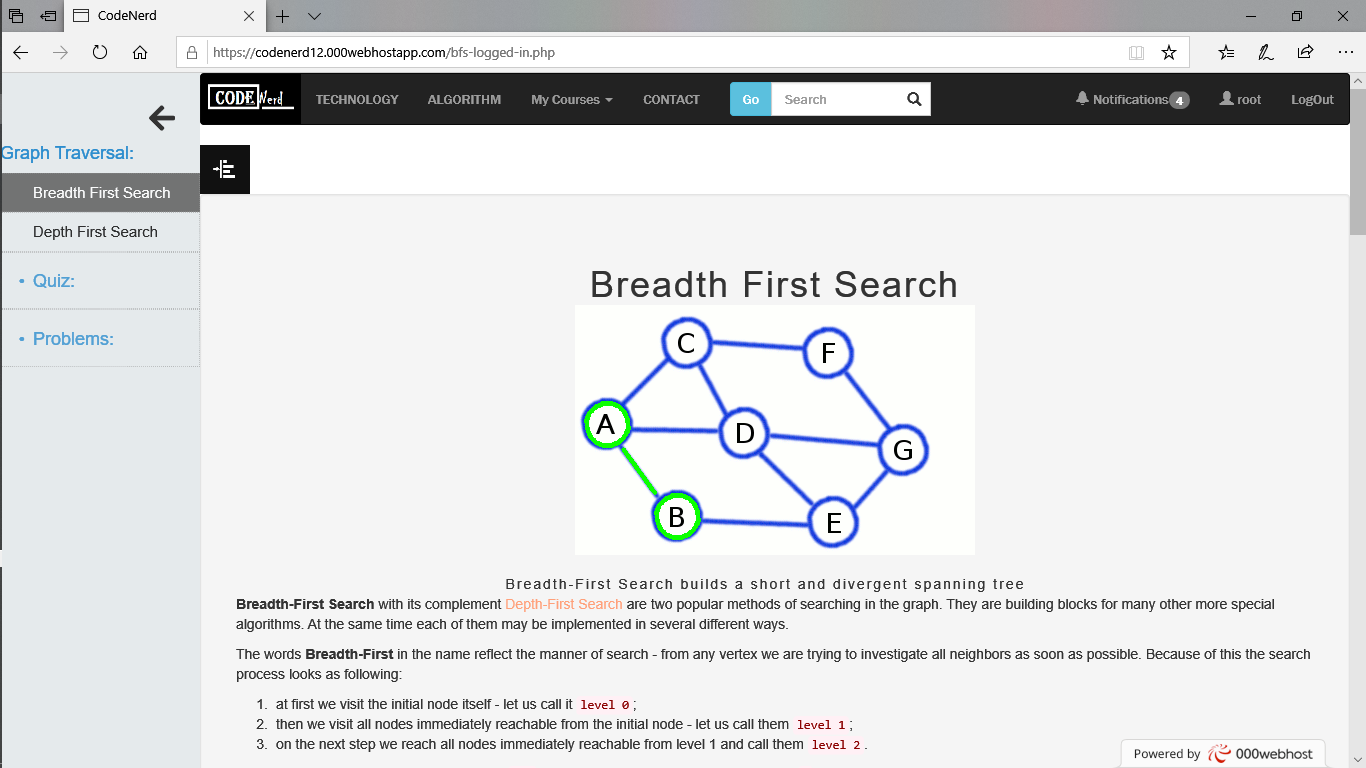 CodeNerd
https://codenerd12.000webhostapp.com/bfs-logged-in.php
CODE Nerd
TECHNOLOGY
ALGORITHM
My Courses
CONTACT
Go
Search
Notifications 4
root
LogOut
Graph Traversal:
Breadth First Search
Depth First Search
• Quiz:
• Problems:
Breadth First Search
C
F
A
D
G
B
E
Breadth-First Search builds a short and divergent spanning tree
Breadth-First Search with its complement Depth-First Search are two popular methods of searching in the graph. They are building blocks for many other more special
algorithms. At the same time each of them may be implemented in several different ways.
The words Breadth-First in the name reflect the manner of search - from any vertex we are trying to investigate all neighbors as soon as possible. Because of this the search
process looks as following:
1. at first we visit the initial node itself - let us call it level 0;
2. then we visit all nodes immediately reachable from the initial node - let us call them level 1;
3. on the next step we reach all nodes immediately reachable from level 1 and call them level 2.
Powered by 000webhost